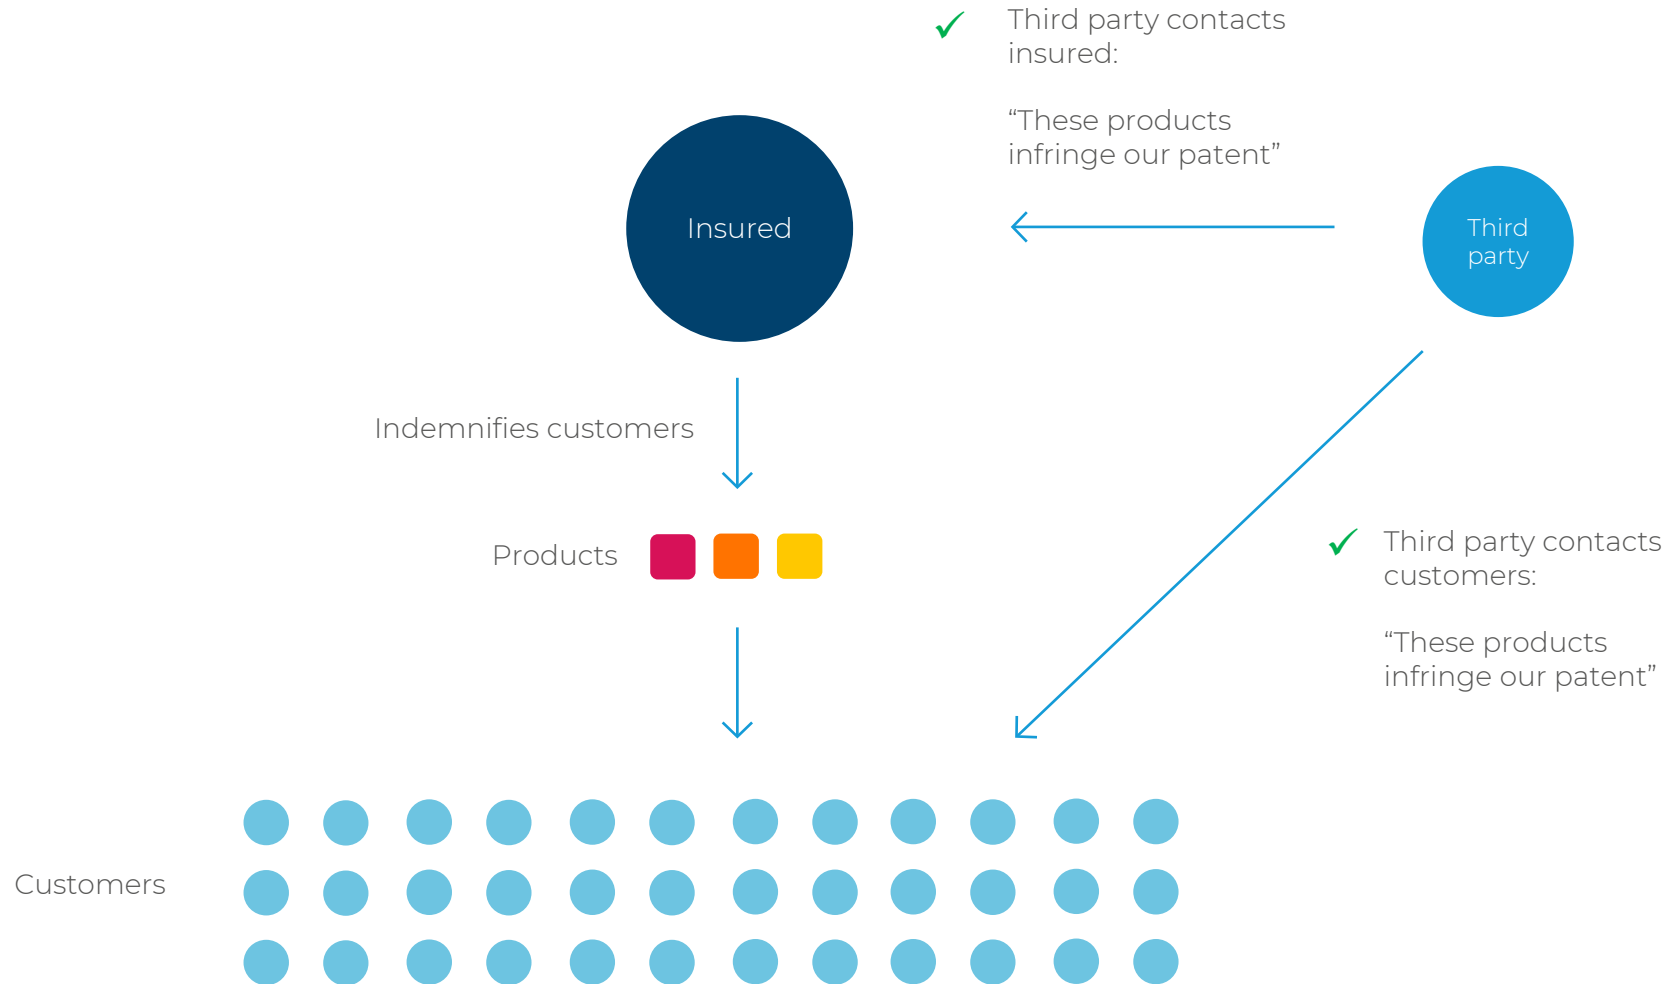 Third party contacts
insured:
“These products
infringe our patent”
Insured
Third
party
Indemnifies customers
Products
Third party contacts
customers:
“These products
infringe our patent”
Customers